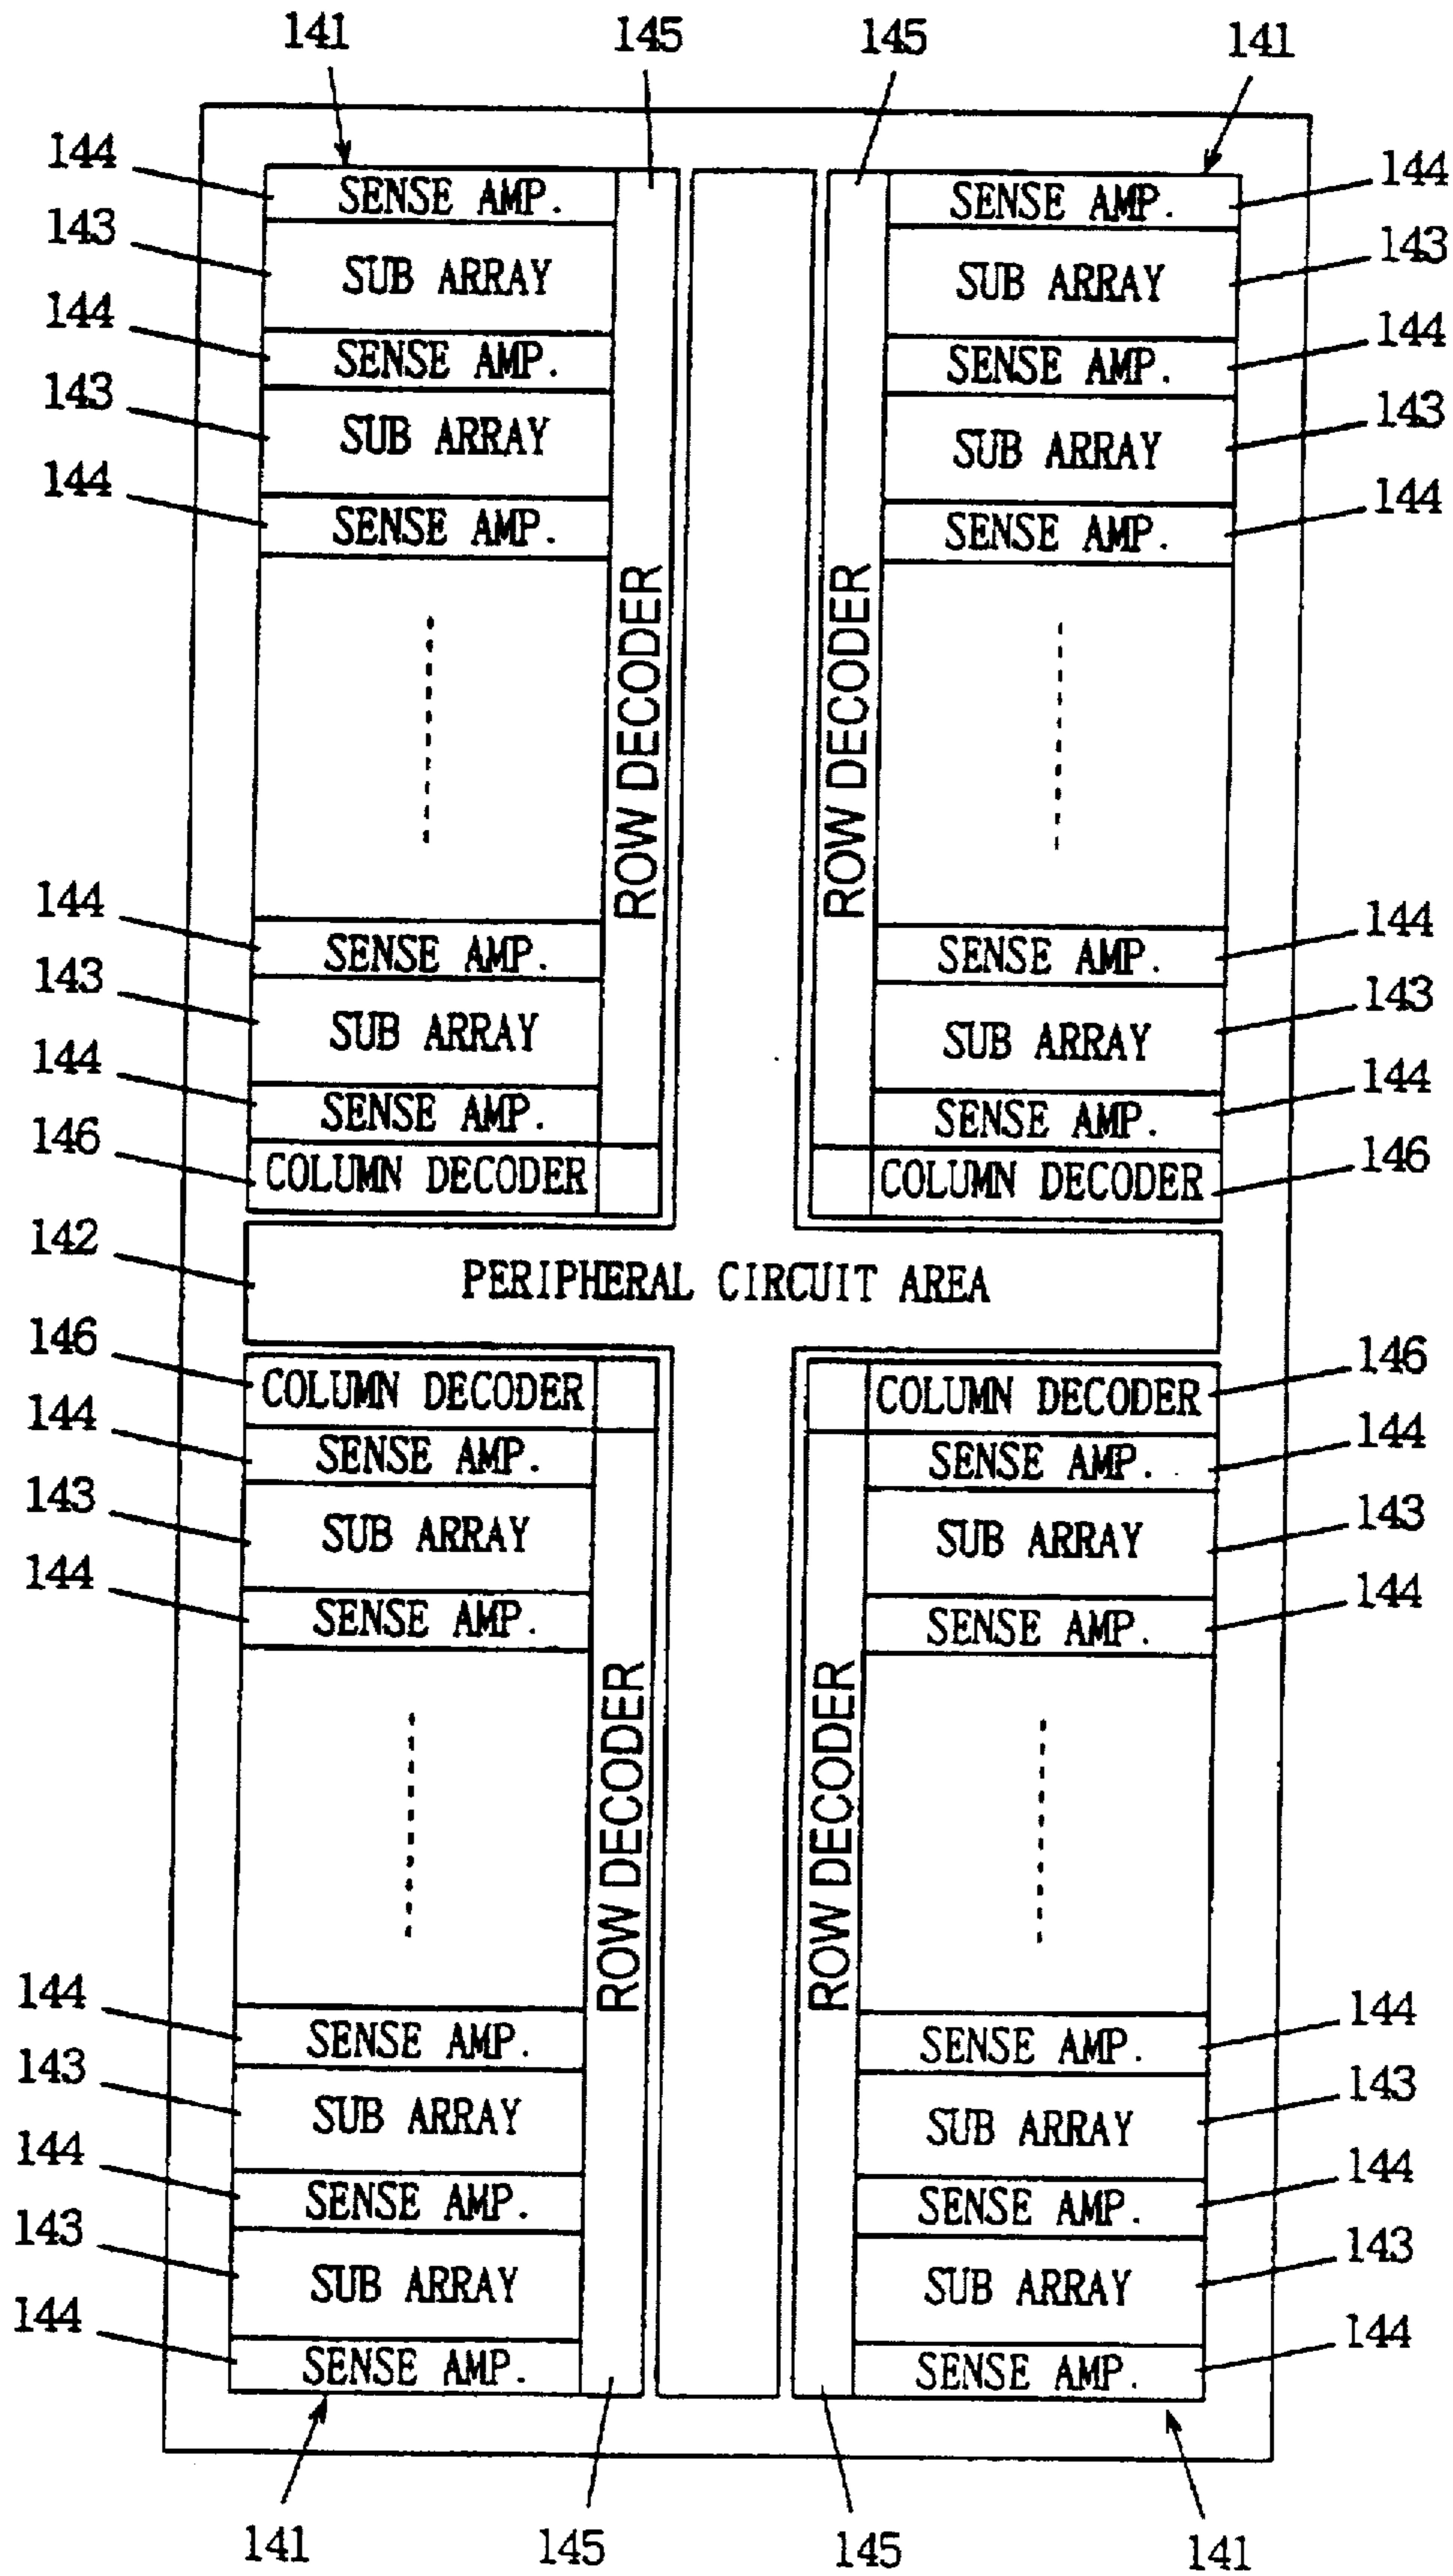 141 145 145 141
144 SENSE AMP. SENSE AMP. 144
143 SUB ARRAY SUB ARRAY 143
144 SENSE AMP. SENSE AMP. 144
143 SUB ARRAY SUB ARRAY 143
144 SENSE AMP. SENSE AMP. 144
ROW DECODER ROW DECODER
144 SENSE AMP. SENSE AMP. 144
143 SUB ARRAY SUB ARRAY 143
144 SENSE AMP. SENSE AMP. 144
146 COLUMN DECODER COLUMN DECODER 146
142 PERIPHERAL CIRCUIT AREA
146 COLUMN DECODER COLUMN DECODER 146
144 SENSE AMP. SENSE AMP. 144
143 SUB ARRAY SUB ARRAY 143
144 SENSE AMP. SENSE AMP. 144
ROW DECODER ROW DECODER
144 SENSE AMP. SENSE AMP. 144
143 SUB ARRAY SUB ARRAY 143
144 SENSE AMP. SENSE AMP. 144
143 SUB ARRAY SUB ARRAY 143
144 SENSE AMP. SENSE AMP. 144
141 145 145 141